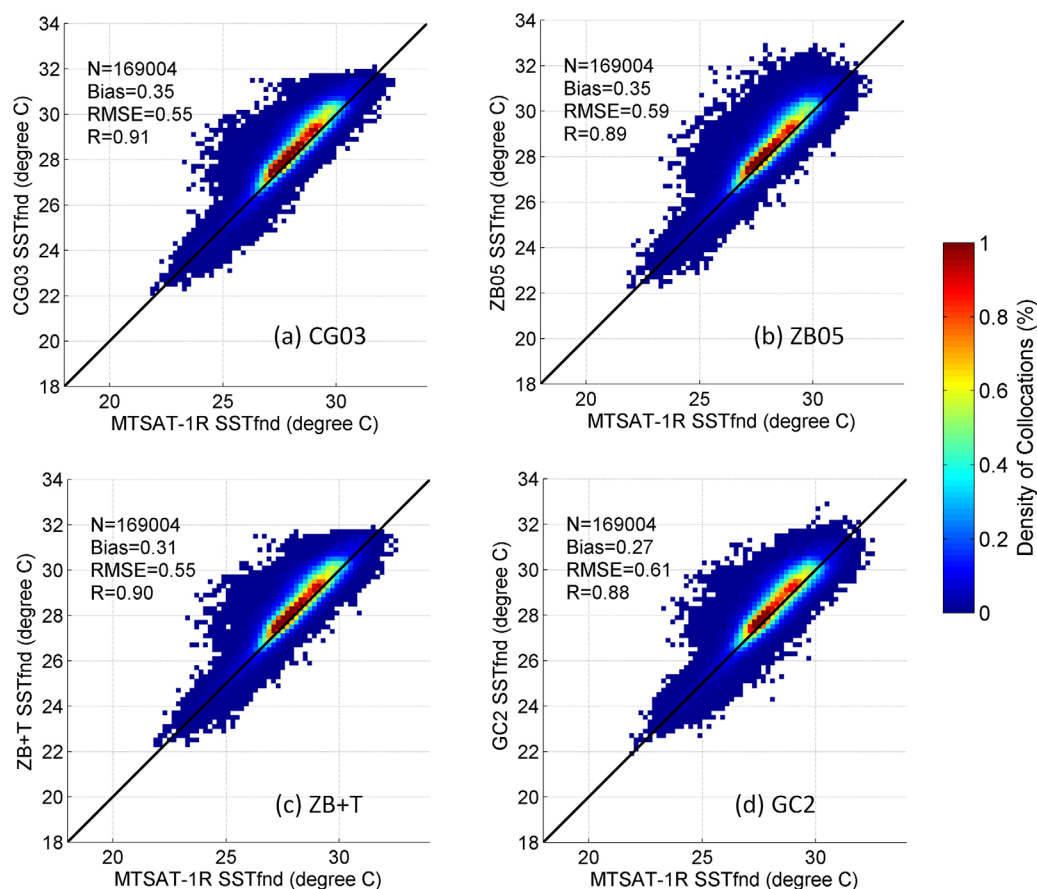 34
32
30
28
26
24
22
20
18
CG03 SSTfnd (degree C)
N=169004
Bias=0.35
RMSE=0.55
R=0.91
(a) CG03
20
25
30
MTSAT-1R SSTfnd (degree C)
34
32
30
28
26
24
22
20
18
ZB05 SSTfnd (degree C)
N=169004
Bias=0.35
RMSE=0.59
R=0.89
(b) ZB05
20
25
30
MTSAT-1R SSTfnd (degree C)
34
32
30
28
26
24
22
20
18
ZB+T SSTfnd (degree C)
N=169004
Bias=0.31
RMSE=0.55
R=0.90
(c) ZB+T
20
25
30
MTSAT-1R SSTfnd (degree C)
34
32
30
28
26
24
22
20
18
GC2 SSTfnd (degree C)
N=169004
Bias=0.27
RMSE=0.61
R=0.88
(d) GC2
20
25
30
MTSAT-1R SSTfnd (degree C)
1
0.8
0.6
0.4
0.2
0
Density of Collocations (%)